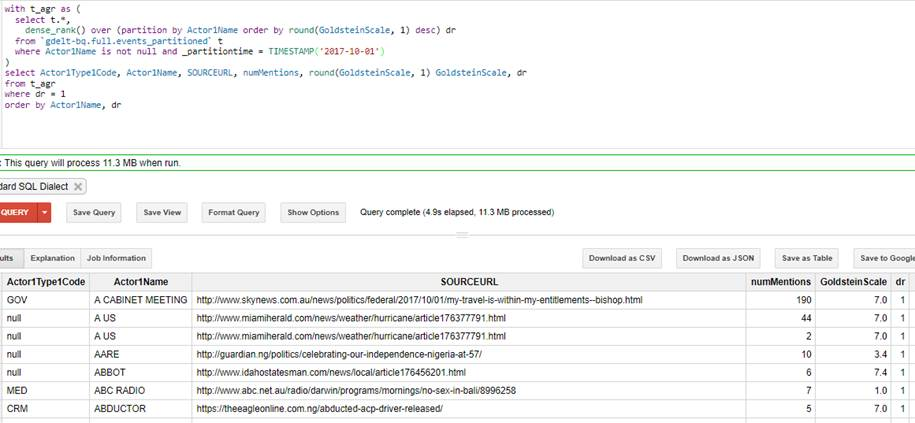 with t_agr as (
select t.*,
dense_rank() over (partition by Actor1Name order by round(GoldsteinScale, 1) desc) dr
from `gdelt-bq.full.events_partitioned` t
where Actor1Name is not null and _partitiontime = TIMESTAMP('2017-10-01')
)
select Actor1Type1Code, Actor1Name, SOURCEURL, numMentions, round(GoldsteinScale, 1) GoldsteinScale, dr
from t_agr
where dr = 1
order by Actor1Name, dr
: This query will process 11.3 MB when run.
dard SQL Dialect X
QUERY Save Query Save View Format Query Show Options Query complete (4.9s elapsed, 11.3 MB processed)
ults Explanation Job Information Download as CSV Download as JSON Save as Table Save to Google
Actor1Type1Code Actor1Name SOURCEURL numMentions GoldsteinScale dr
GOV A CABINET MEETING http://www.skynews.com.au/news/politics/federal/2017/10/01/my-travel-is-within-my-entitlements--bishop.html 190 7.0 1
null A US http://www.miamiherald.com/news/weather/hurricane/article176377791.html 44 7.0 1
null A US http://www.miamiherald.com/news/weather/hurricane/article176377791.html 2 7.0 1
null AARE http://guardian.ng/politics/celebrating-our-independence-nigeria-at-57/ 10 3.4 1
null ABBOT http://www.idahostatesman.com/news/local/article176456201.html 6 7.4 1
MED ABC RADIO http://www.abc.net.au/radio/darwin/programs/mornings/no-sex-in-bali/8996258 7 1.0 1
CRM ABDUCTOR https://theeagleonline.com.ng/abducted-acp-driver-released/ 5 7.0 1